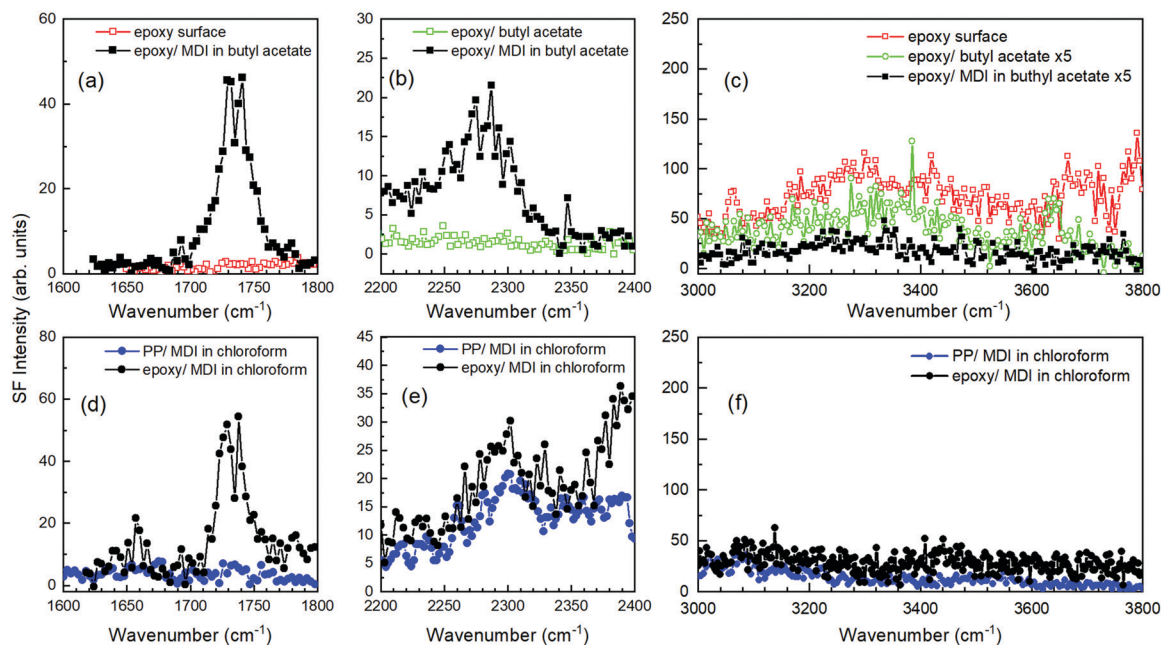 epoxy surface
epoxy/ MDI in butyl acetate
(a)
60
40
20
0
1600 1650 1700 1750 1800
Wavenumber (cm⁻¹)
epoxy/ butyl acetate
epoxy/ MDI in butyl acetate
(b)
30
25
20
15
10
5
0
2200 2250 2300 2350 2400
Wavenumber (cm⁻¹)
epoxy surface
epoxy/ butyl acetate x5
epoxy/ MDI in buthyl acetate x5
(c)
250
200
150
100
50
0
3000 3200 3400 3600 3800
Wavenumber (cm⁻¹)
SF Intensity (arb. units)
PP/ MDI in chloroform
epoxy/ MDI in chloroform
(d)
80
60
40
20
0
1600 1650 1700 1750 1800
Wavenumber (cm⁻¹)
PP/ MDI in chloroform
epoxy/ MDI in chloroform
(e)
45
40
35
30
25
20
15
10
5
0
2200 2250 2300 2350 2400
Wavenumber (cm⁻¹)
PP/ MDI in chloroform
epoxy/ MDI in chloroform
(f)
250
200
150
100
50
0
3000 3200 3400 3600 3800
Wavenumber (cm⁻¹)